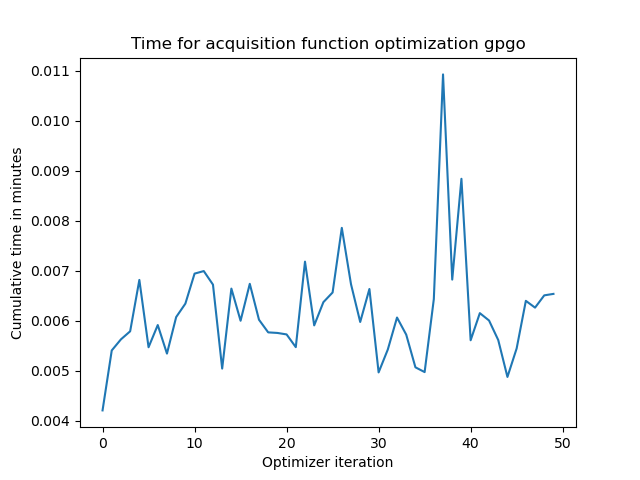 Time for acquisition function optimization gpgo
Cumulative time in minutes
0.011
0.010
0.009
0.008
0.007
0.006
0.005
0.004
0 10 20 30 40 50
Optimizer iteration